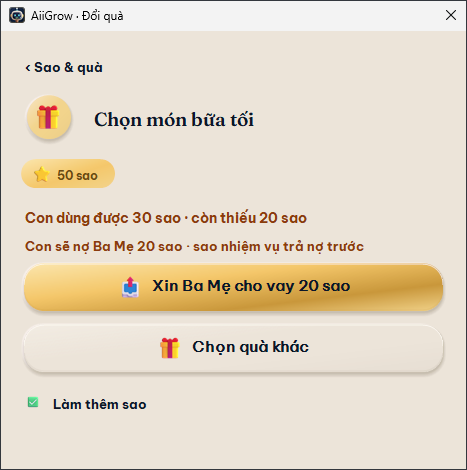 AiiGrow · Đổi quà
‹ Sao & quà
Chọn món bữa tối
50 sao
Con dùng được 30 sao · còn thiếu 20 sao
Con sẽ nợ Ba Mẹ 20 sao · sao nhiệm vụ trả nợ trước
Xin Ba Mẹ cho vay 20 sao
Chọn quà khác
Làm thêm sao